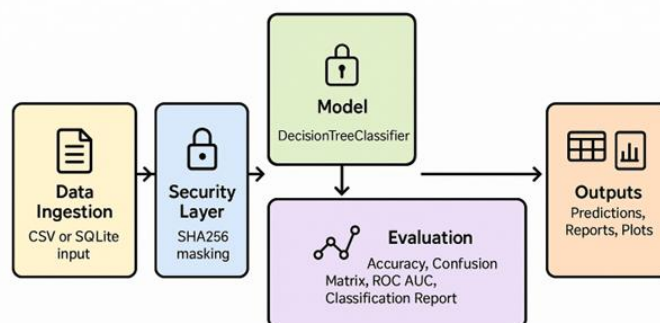 Data
Ingestion
CSV or SQLite
input
Security
Layer
SHA256
masking
Model
DecisionTreeClassifier
Evaluation
Accuracy, Confusion
Matrix, ROC AUC,
Classification Report
Outputs
Predictions,
Reports, Plots